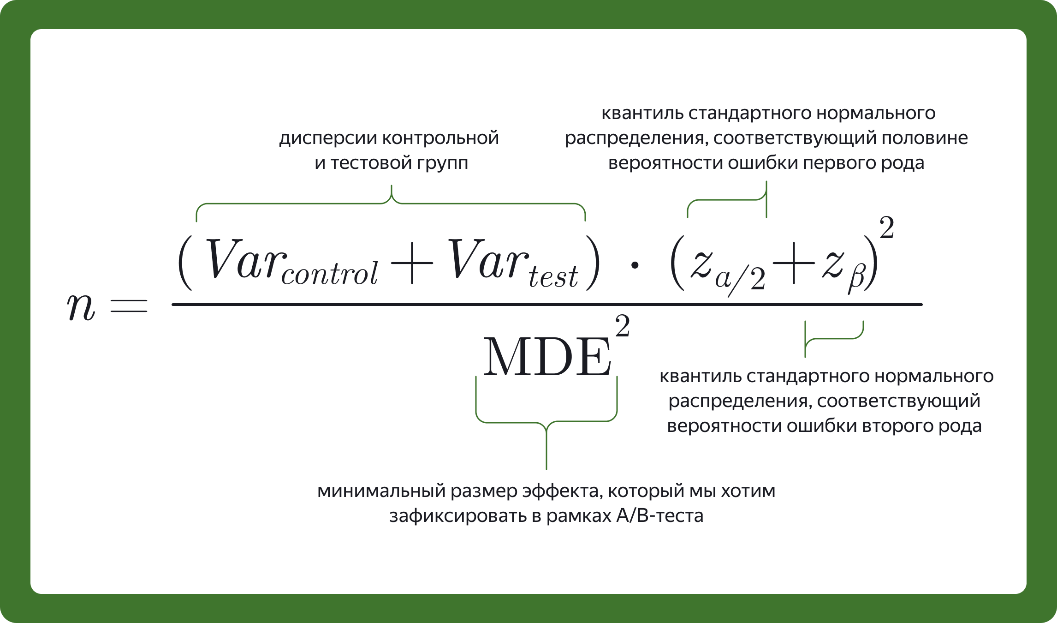 квантиль стандартного нормального
распределения, соответствующий половине
вероятности ошибки первого рода
дисперсии контрольной
и тестовой групп
n = (Var_control + Var_test) · (z_{α/2} + z_β)^2 / MDE^2
квантиль стандартного нормального
распределения, соответствующий
вероятности ошибки второго рода
минимальный размер эффекта, который мы хотим
зафиксировать в рамках A/B-теста